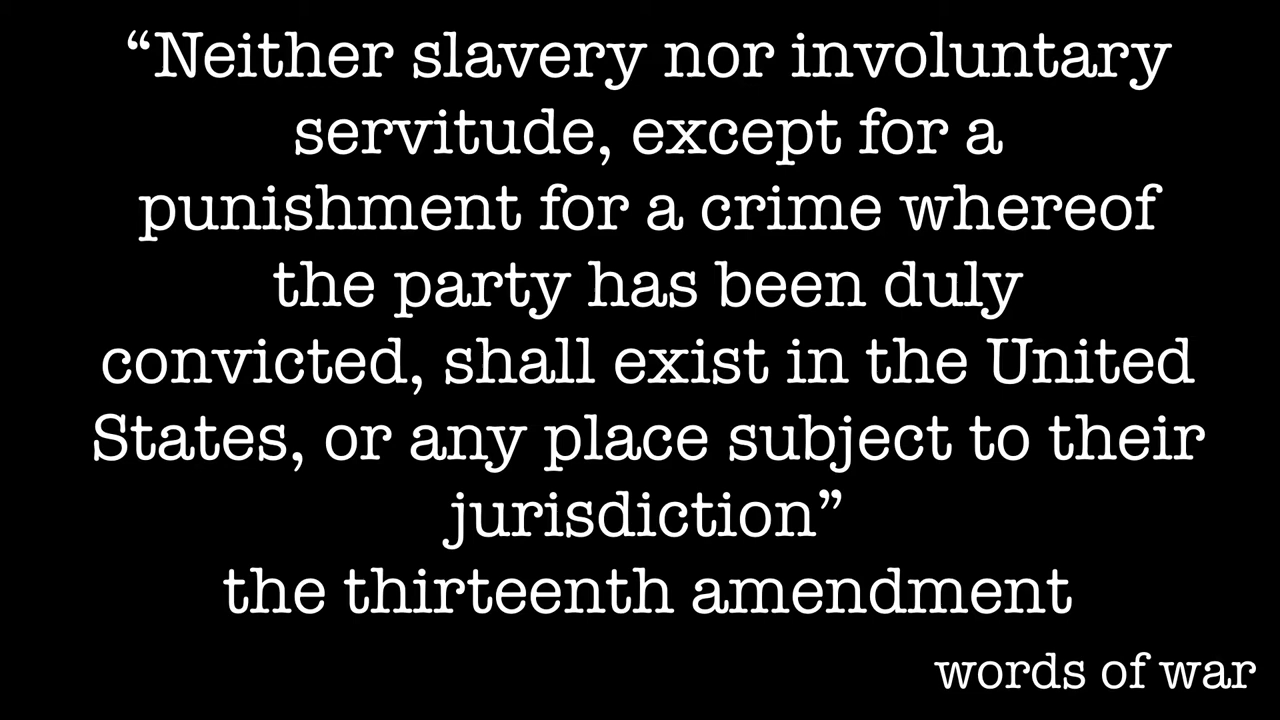 “Neither slavery nor involuntary
servitude, except for a
punishment for a crime whereof
the party has been duly
convicted, shall exist in the United
States, or any place subject to their
jurisdiction”
the thirteenth amendment
words of war